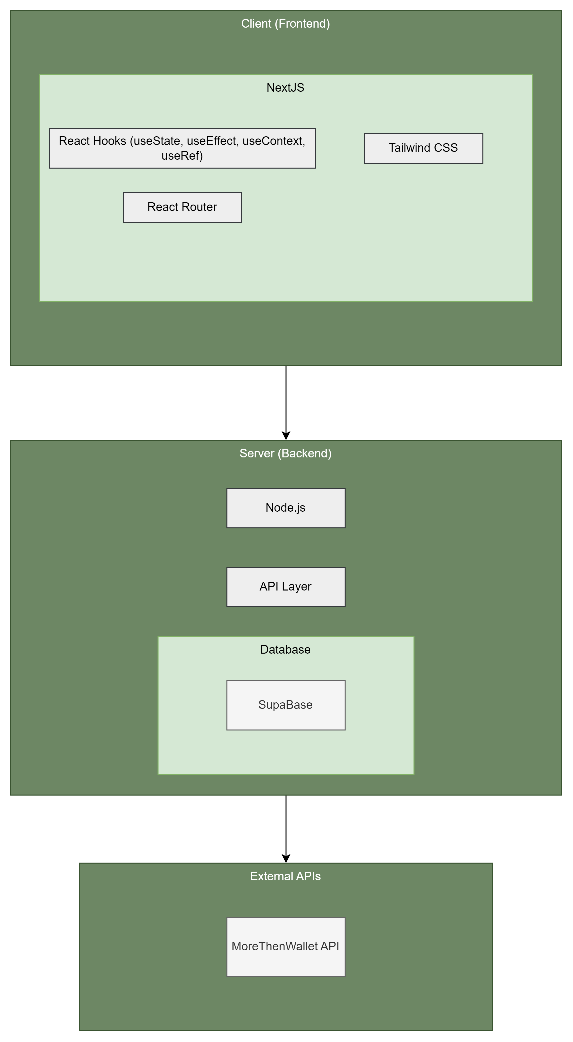 Client (Frontend)
NextJS
React Hooks (useState, useEffect, useContext,
useRef)
Tailwind CSS
React Router
Server (Backend)
Node.js
API Layer
Database
SupaBase
External APIs
MoreThenWallet API